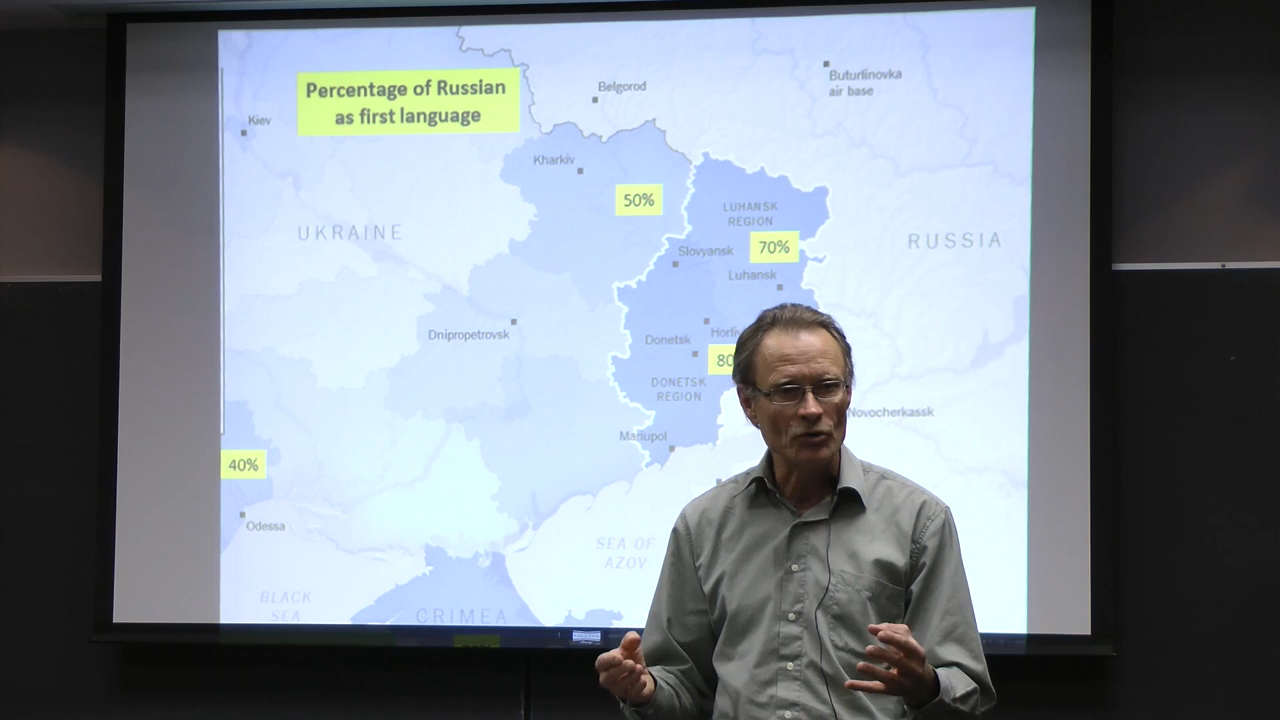 Percentage of Russian
as first language
Belgorod
Buturlinovka
air base
Kiev
Kharkiv
50%
LUHANSK
REGION
UKRAINE
RUSSIA
70%
Slovyansk
Luhansk
Dnipropetrovsk
Donetsk
80
DONETSK
REGION
Novocherkassk
Mariupol
40%
Odessa
SEA OF
AZOV
BLACK
SEA
CRIMEA